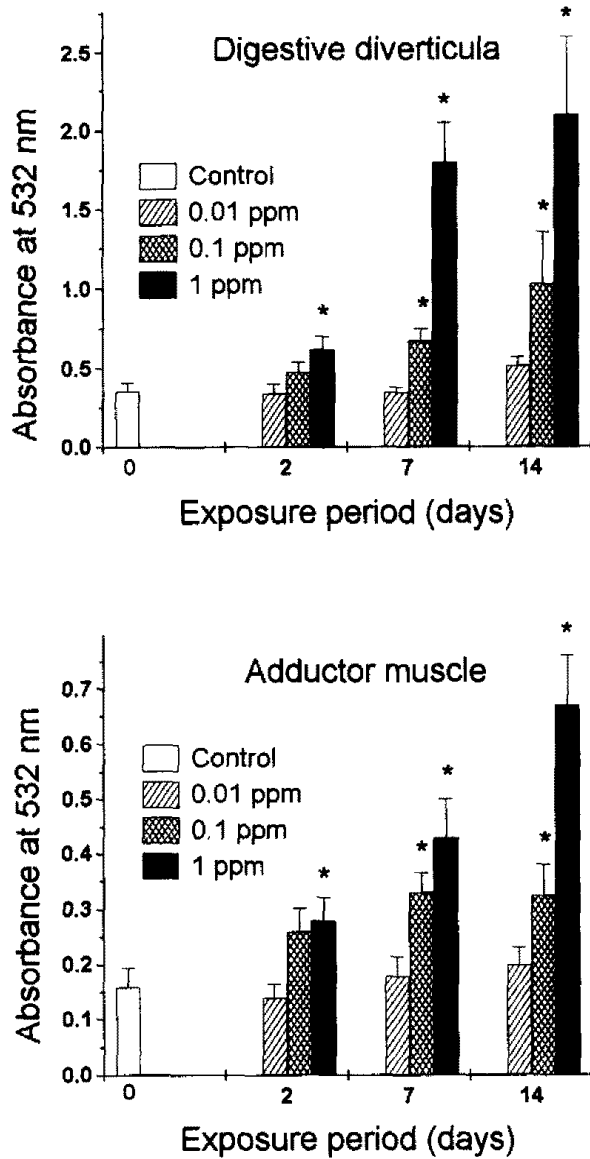 Digestive diverticula
Absorbance at 532 nm
2.5
2.0
1.5
1.0
0.5
0.0
Control
0.01 ppm
0.1 ppm
1 ppm
*
*
*
*
*
0
2
7
14
Exposure period (days)
Adductor muscle
Absorbance at 532 nm
0.7
0.6
0.5
0.4
0.3
0.2
0.1
0.0
Control
0.01 ppm
0.1 ppm
1 ppm
*
*
*
*
*
0
2
7
14
Exposure period (days)